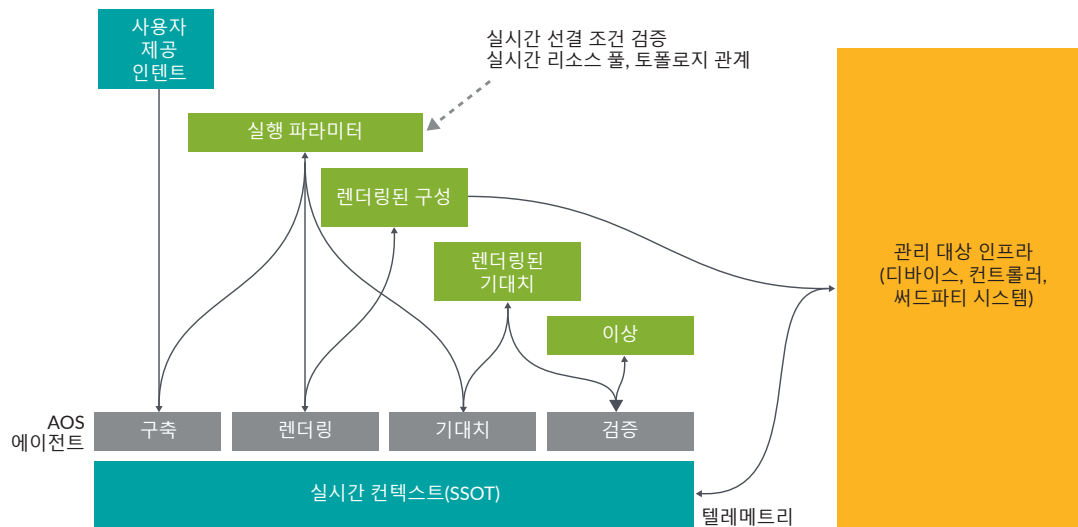 사용자
제공
인텐트
실시간 선결 조건 검증
실시간 리소스 풀, 토폴로지 관계
실행 파라미터
렌더링된 구성
렌더링된
기대치
이상
관리 대상 인프라
(디바이스, 컨트롤러,
써드파티 시스템)
AOS
에이전트
구축
렌더링
기대치
검증
실시간 컨텍스트(SSOT)
텔레메트리